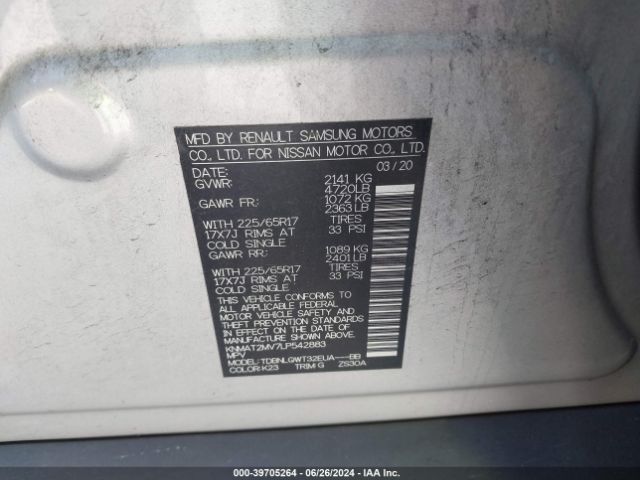 MFD BY RENAULT SAMSUNG MOTORS
CO., LTD. FOR NISSAN MOTOR CO., LTD.
DATE: 03/20
GVWR: 2141 KG
4720LB
GAWR FR: 1072 KG
2363 LB
WITH 225/65R17 TIRES
17X7J RIMS AT 33 PSI
COLD SINGLE
GAWR RR: 1089 KG
2401 LB
WITH 225/65R17 TIRES
17X7J RIMS AT 33 PSI
COLD SINGLE
THIS VEHICLE CONFORMS TO
ALL APPLICABLE FEDERAL
MOTOR VEHICLE SAFETY AND
THEFT PREVENTION STANDARDS
IN EFFECT ON THE DATE OF
MANUFACTURE SHOWN ABOVE
KNMAT2MV7LP542883
MPV
MODEL: TDBNLQWT32EUA----BB
COLOR:K23 TRIM G ZS30A
000-39705264 - 06/26/2024 - IAA Inc.